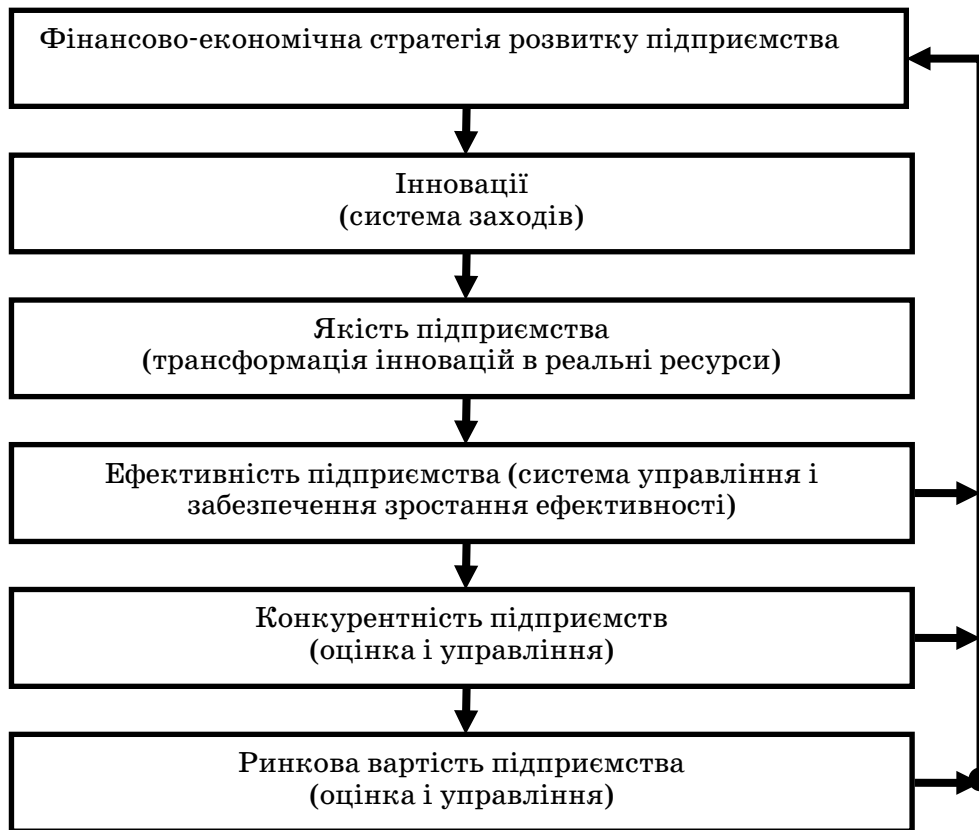 Фінансово-економічна стратегія розвитку підприємства
Інновації
(система заходів)
Якість підприємства
(трансформація інновацій в реальні ресурси)
Ефективність підприємства (система управління і
забезпечення зростання ефективності)
Конкурентність підприємств
(оцінка і управління)
Ринкова вартість підприємства
(оцінка і управління)